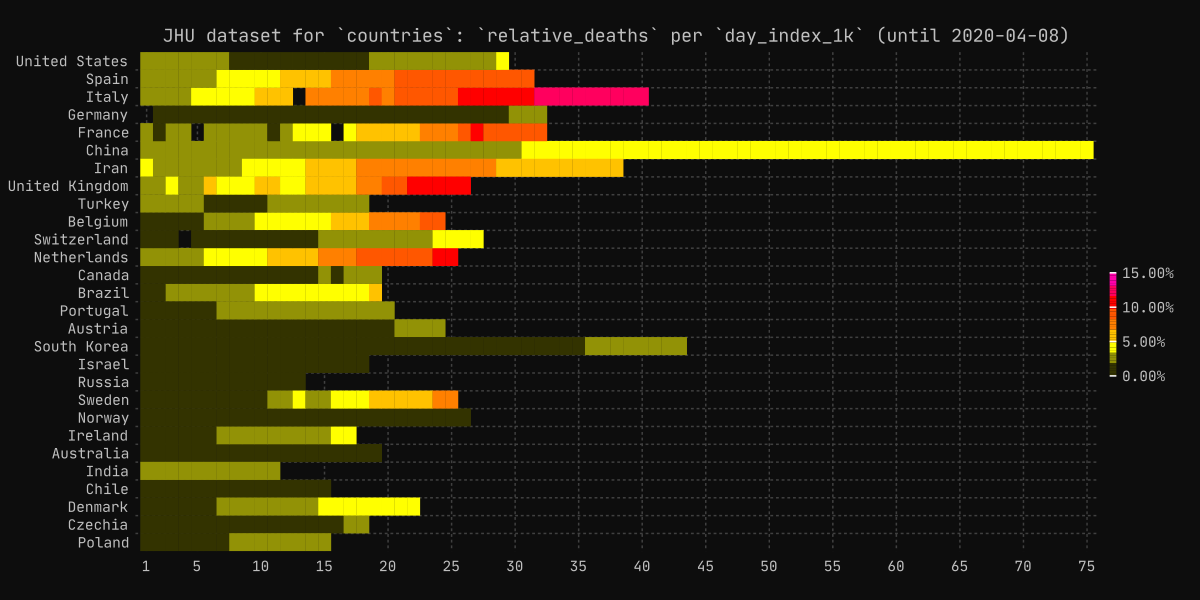 JHU dataset for `countries`: `relative_deaths` per `day_index_1k` (until 2020-04-08)
United States
Spain
Italy
Germany
France
China
Iran
United Kingdom
Turkey
Belgium
Switzerland
Netherlands
Canada
Brazil
Portugal
Austria
South Korea
Israel
Russia
Sweden
Norway
Ireland
Australia
India
Chile
Denmark
Czechia
Poland
1 5 10 15 20 25 30 35 40 45 50 55 60 65 70 75
15.00%
10.00%
5.00%
0.00%